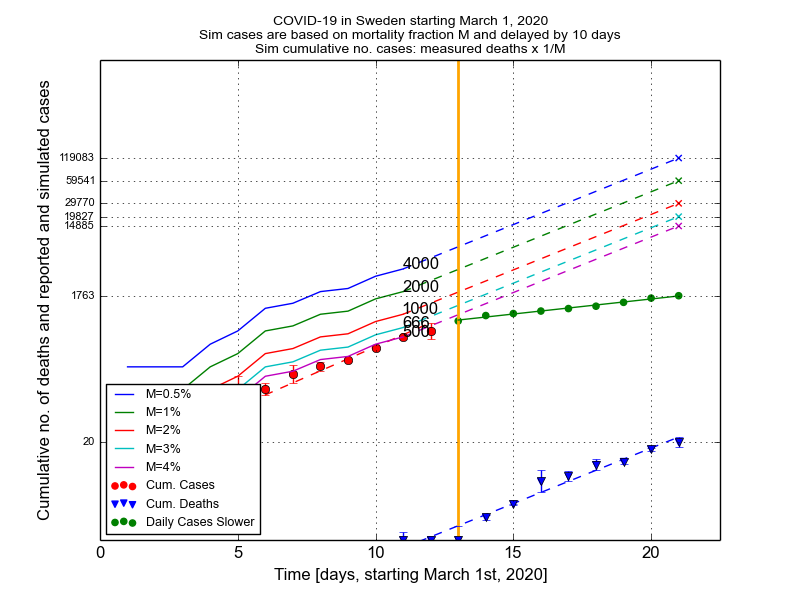 COVID-19 in Sweden starting March 1, 2020
Sim cases are based on mortality fraction M and delayed by 10 days
Sim cumulative no. cases: measured deaths x 1/M
Cumulative no. of deaths and reported and simulated cases
119083
59541
29770
19827
14885
1763
20
4000
2000
1000
666
500
M=0.5%
M=1%
M=2%
M=3%
M=4%
Cum. Cases
Cum. Deaths
Daily Cases Slower
0
5
10
15
20
Time [days, starting March 1st, 2020]